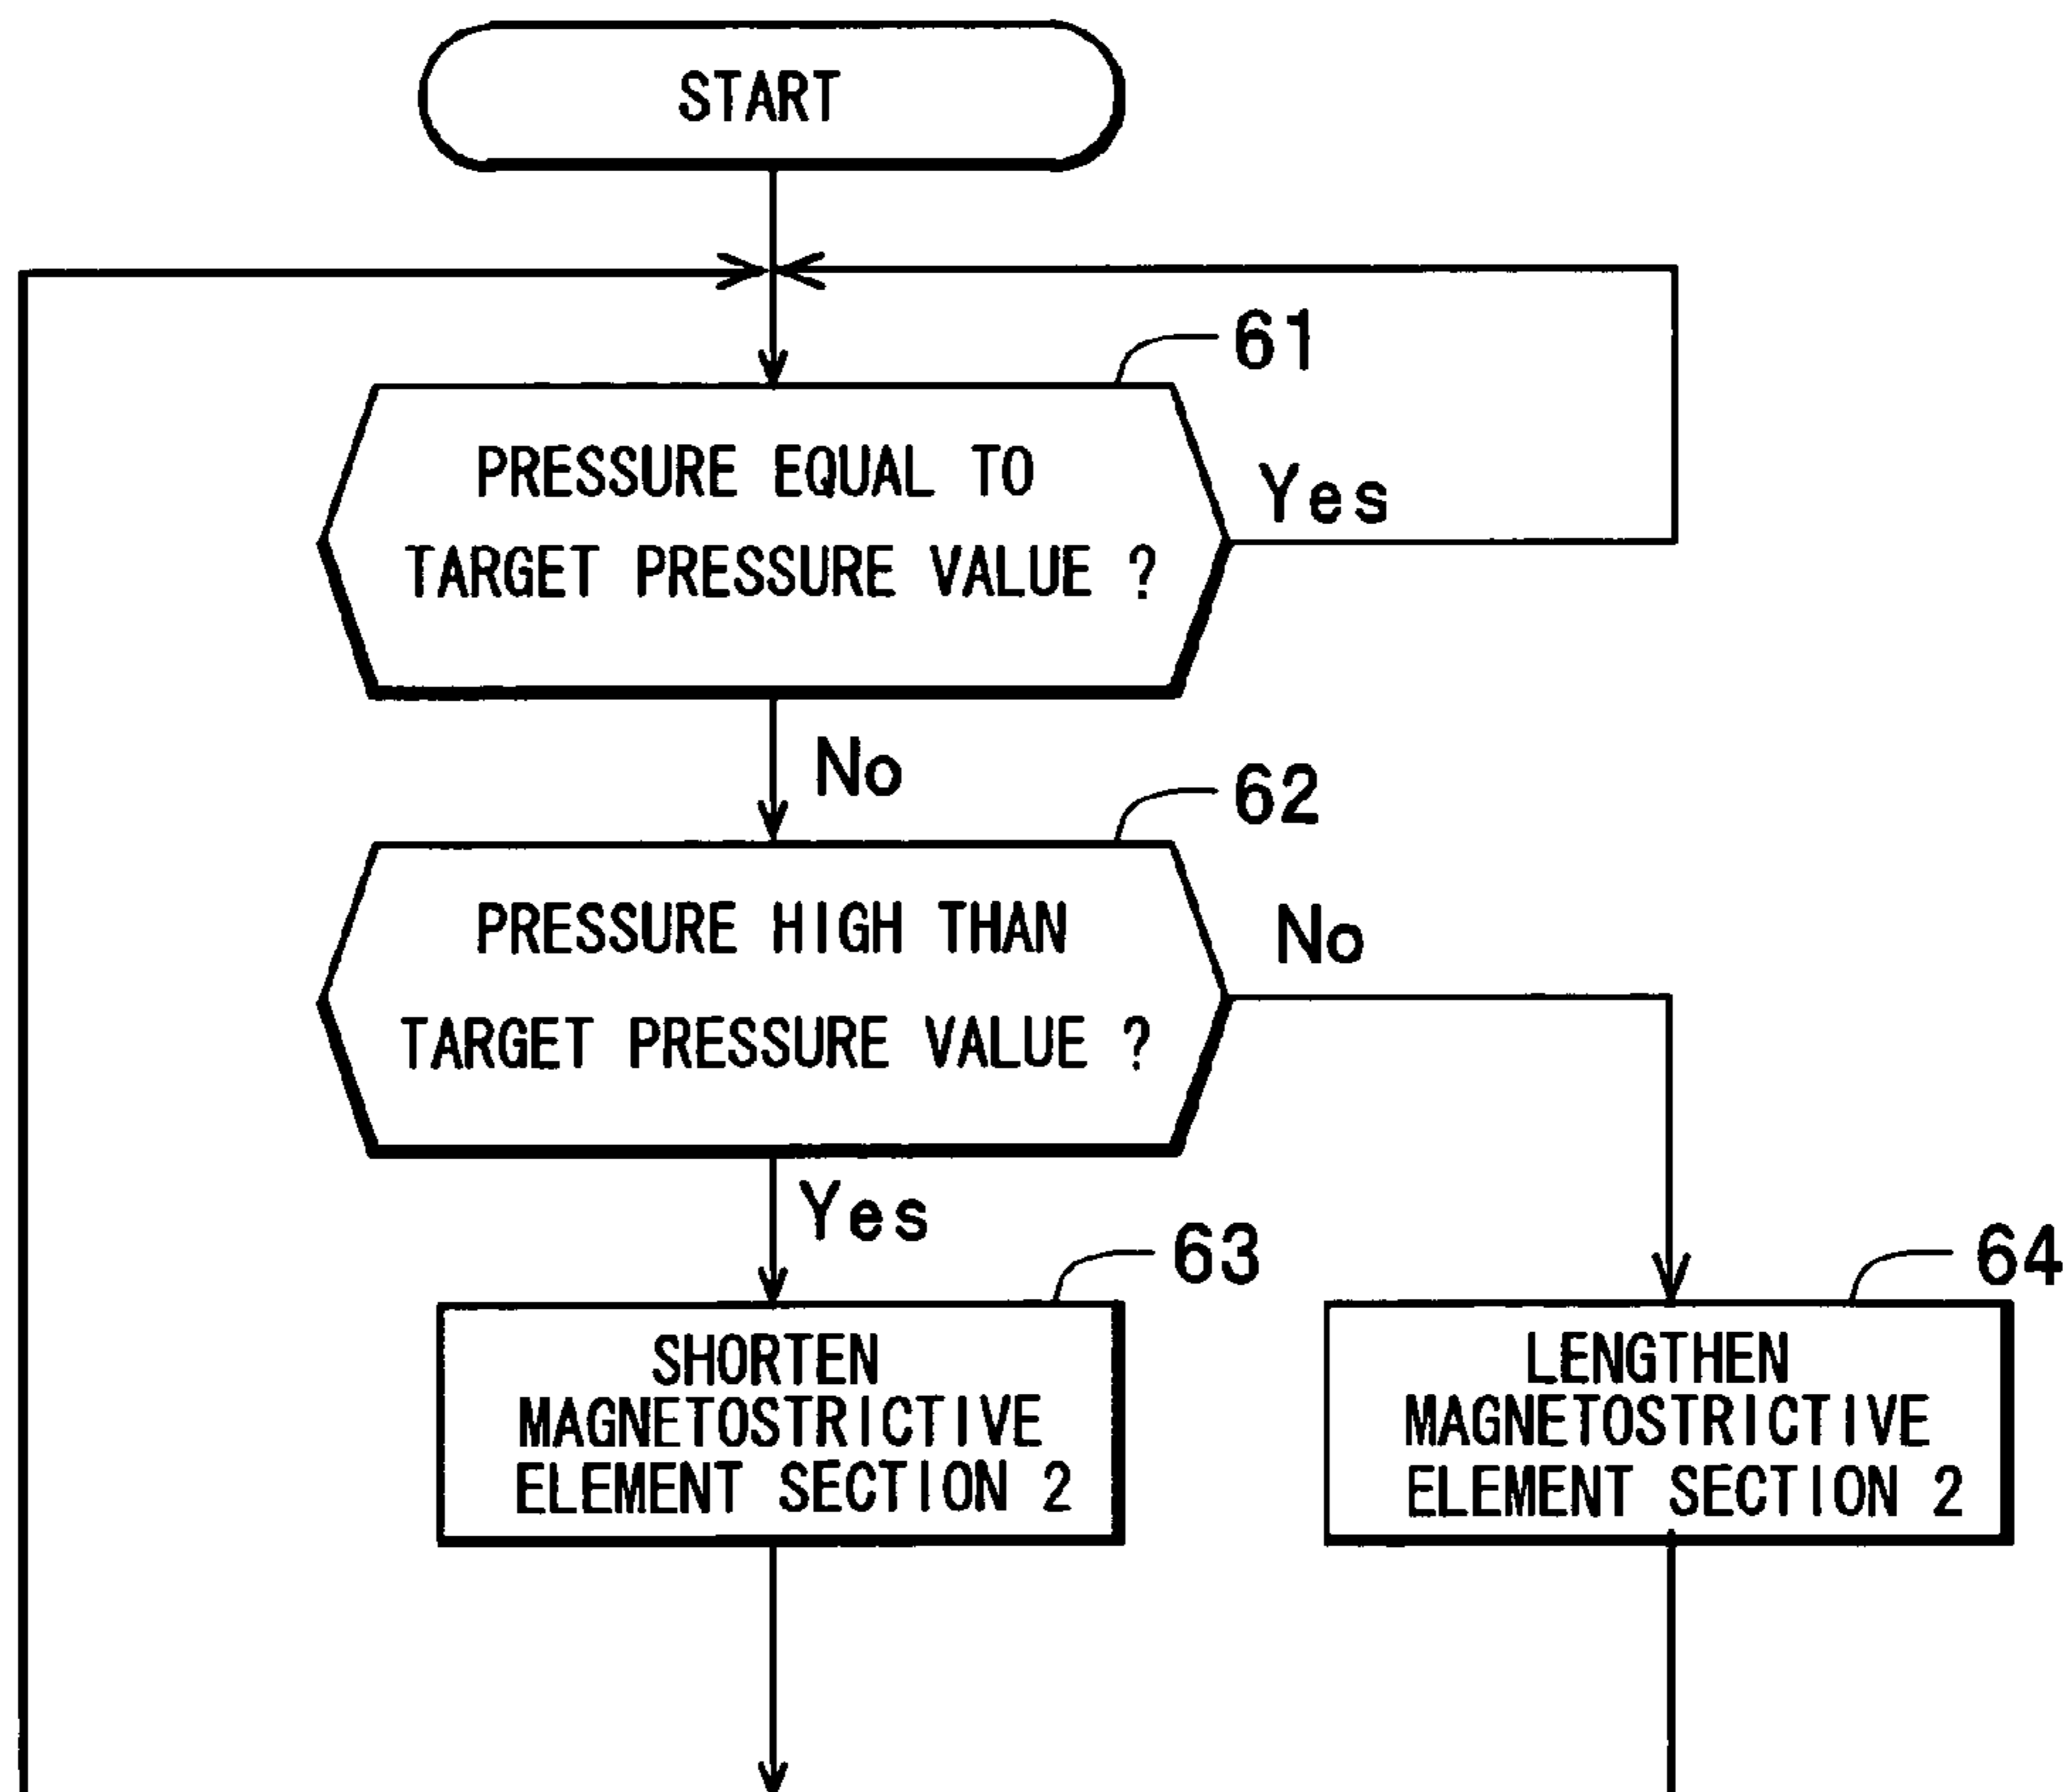 START
61
PRESSURE EQUAL TO
TARGET PRESSURE VALUE ?
Yes
No
62
PRESSURE HIGH THAN
TARGET PRESSURE VALUE ?
No
Yes
63
SHORTEN
MAGNETOSTRICTIVE
ELEMENT SECTION 2
64
LENGTHEN
MAGNETOSTRICTIVE
ELEMENT SECTION 2